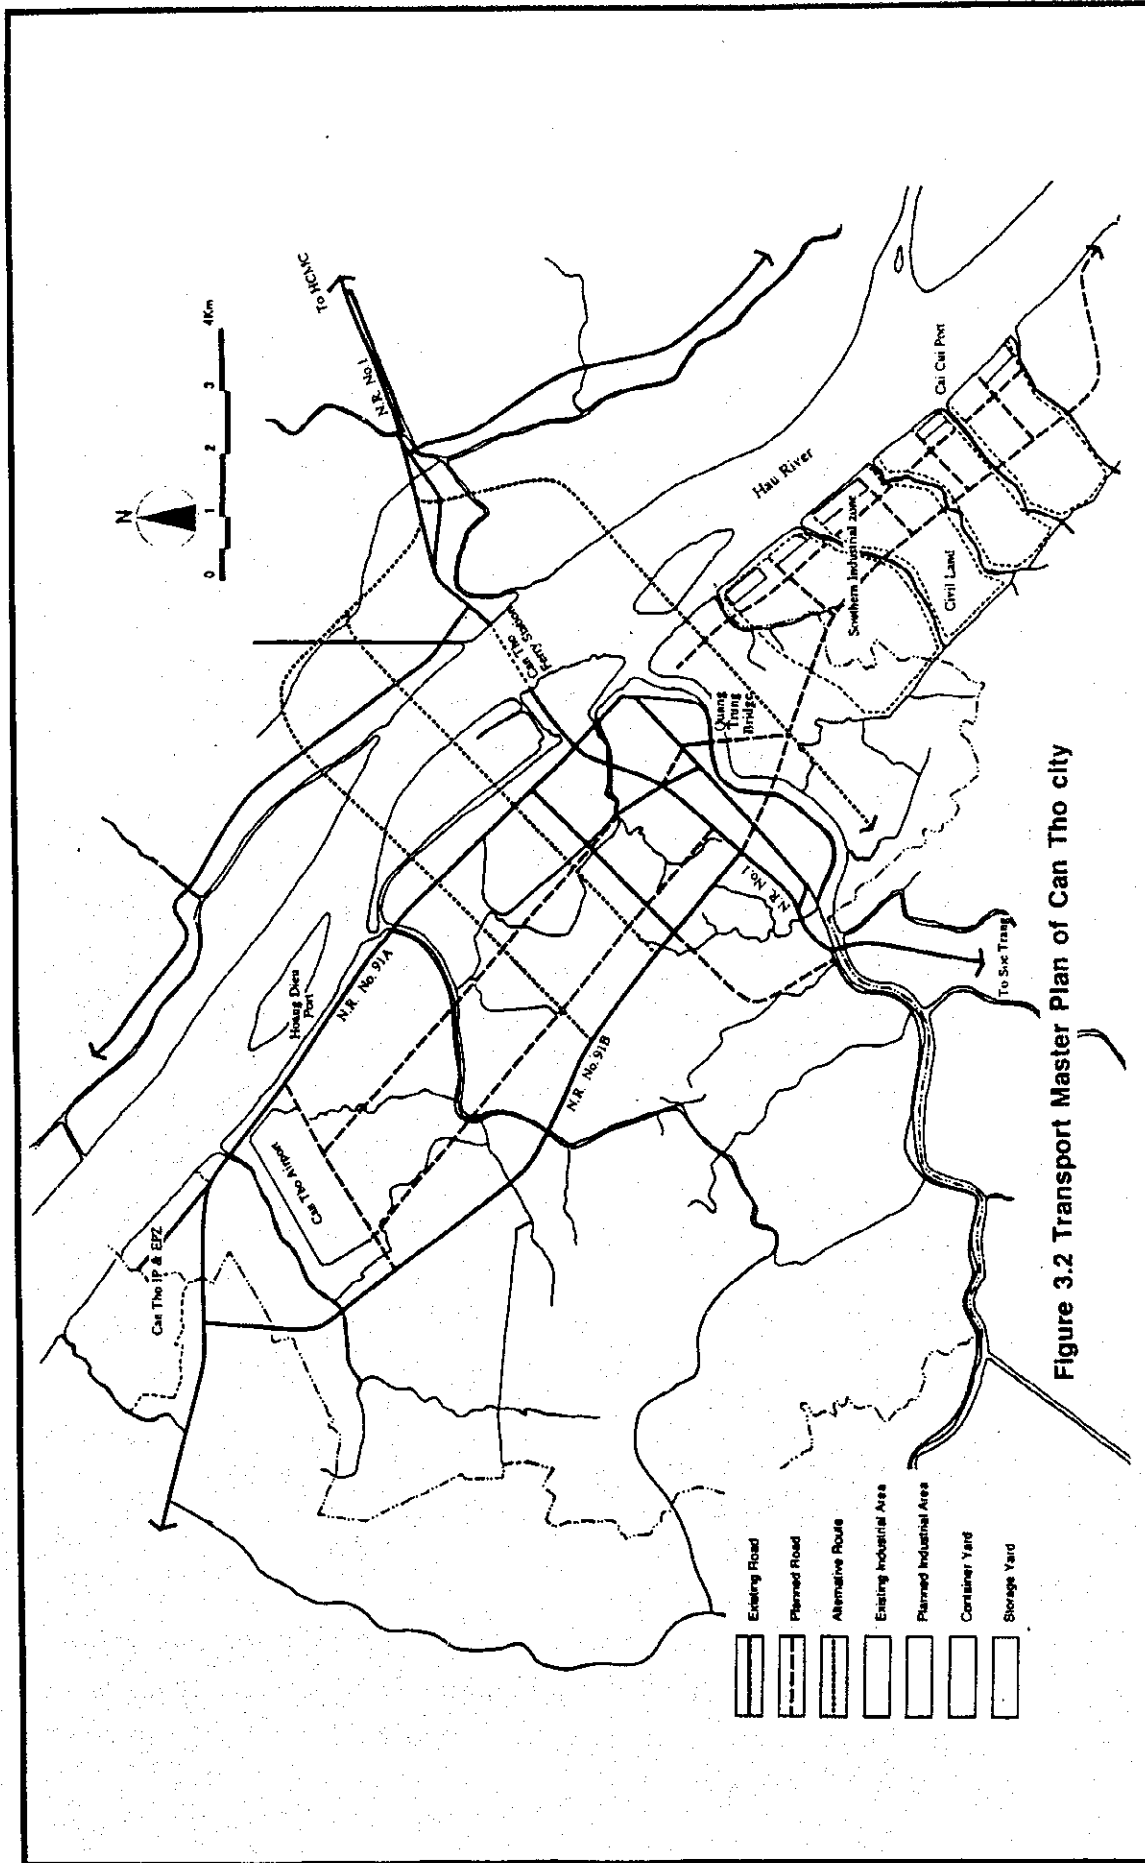 N
0 1 2 3 4Km
To HCMC
N.R. No.1
Can Tho
Ferry Station
Hau River
Cai Cui Port
Southern Industrial Zone
Civil Land
Quang
Trung
Bridge
Hoang Dieu
Port
N.R. No. 91A
N.R. No. 91B
N.R. No.1
Can Tho Airport
Can Tho IP & EPZ
To Soc Trang
Existing Road
Planned Road
Alternative Route
Existing Industrial Area
Planned Industrial Area
Container Yard
Storage Yard
Figure 3.2 Transport Master Plan of Can Tho city